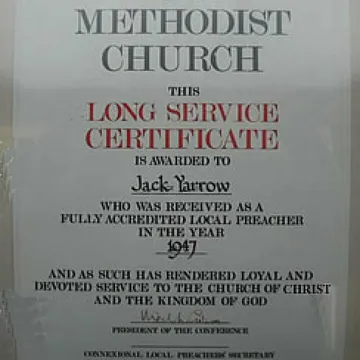 METHODIST
CHURCH
THIS
LONG SERVICE
CERTIFICATE
IS AWARDED TO
Jack Yarrow
WHO WAS RECEIVED AS A
FULLY ACCREDITED LOCAL PREACHER
IN THE YEAR
1947
AND AS SUCH HAS RENDERED LOYAL AND
DEVOTED SERVICE TO THE CHURCH OF CHRIST
AND THE KINGDOM OF GOD
PRESIDENT OF THE CONFERENCE
CONNEXIONAL LOCAL PREACHERS' SECRETARY